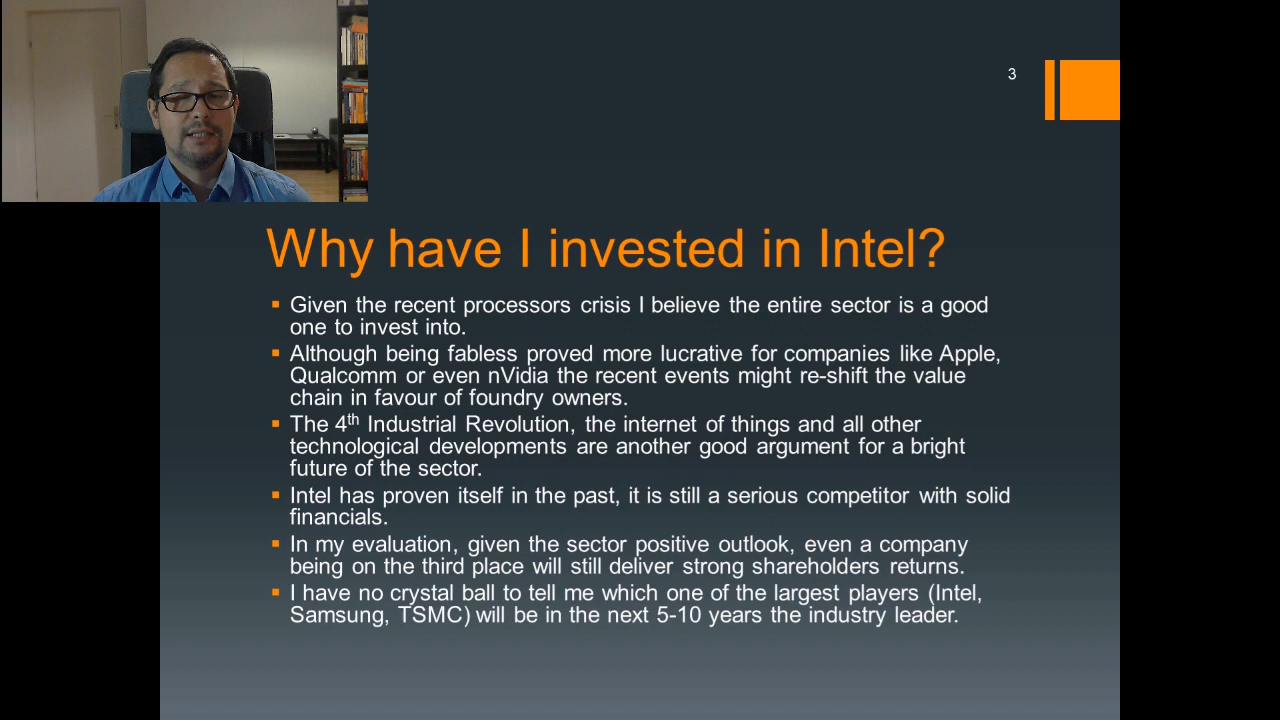 3
Why have I invested in Intel?
▪ Given the recent processors crisis I believe the entire sector is a good
one to invest into.
▪ Although being fabless proved more lucrative for companies like Apple,
Qualcomm or even nVidia the recent events might re-shift the value
chain in favour of foundry owners.
▪ The 4th Industrial Revolution, the internet of things and all other
technological developments are another good argument for a bright
future of the sector.
▪ Intel has proven itself in the past, it is still a serious competitor with solid
financials.
▪ In my evaluation, given the sector positive outlook, even a company
being on the third place will still deliver strong shareholders returns.
▪ I have no crystal ball to tell me which one of the largest players (Intel,
Samsung, TSMC) will be in the next 5-10 years the industry leader.